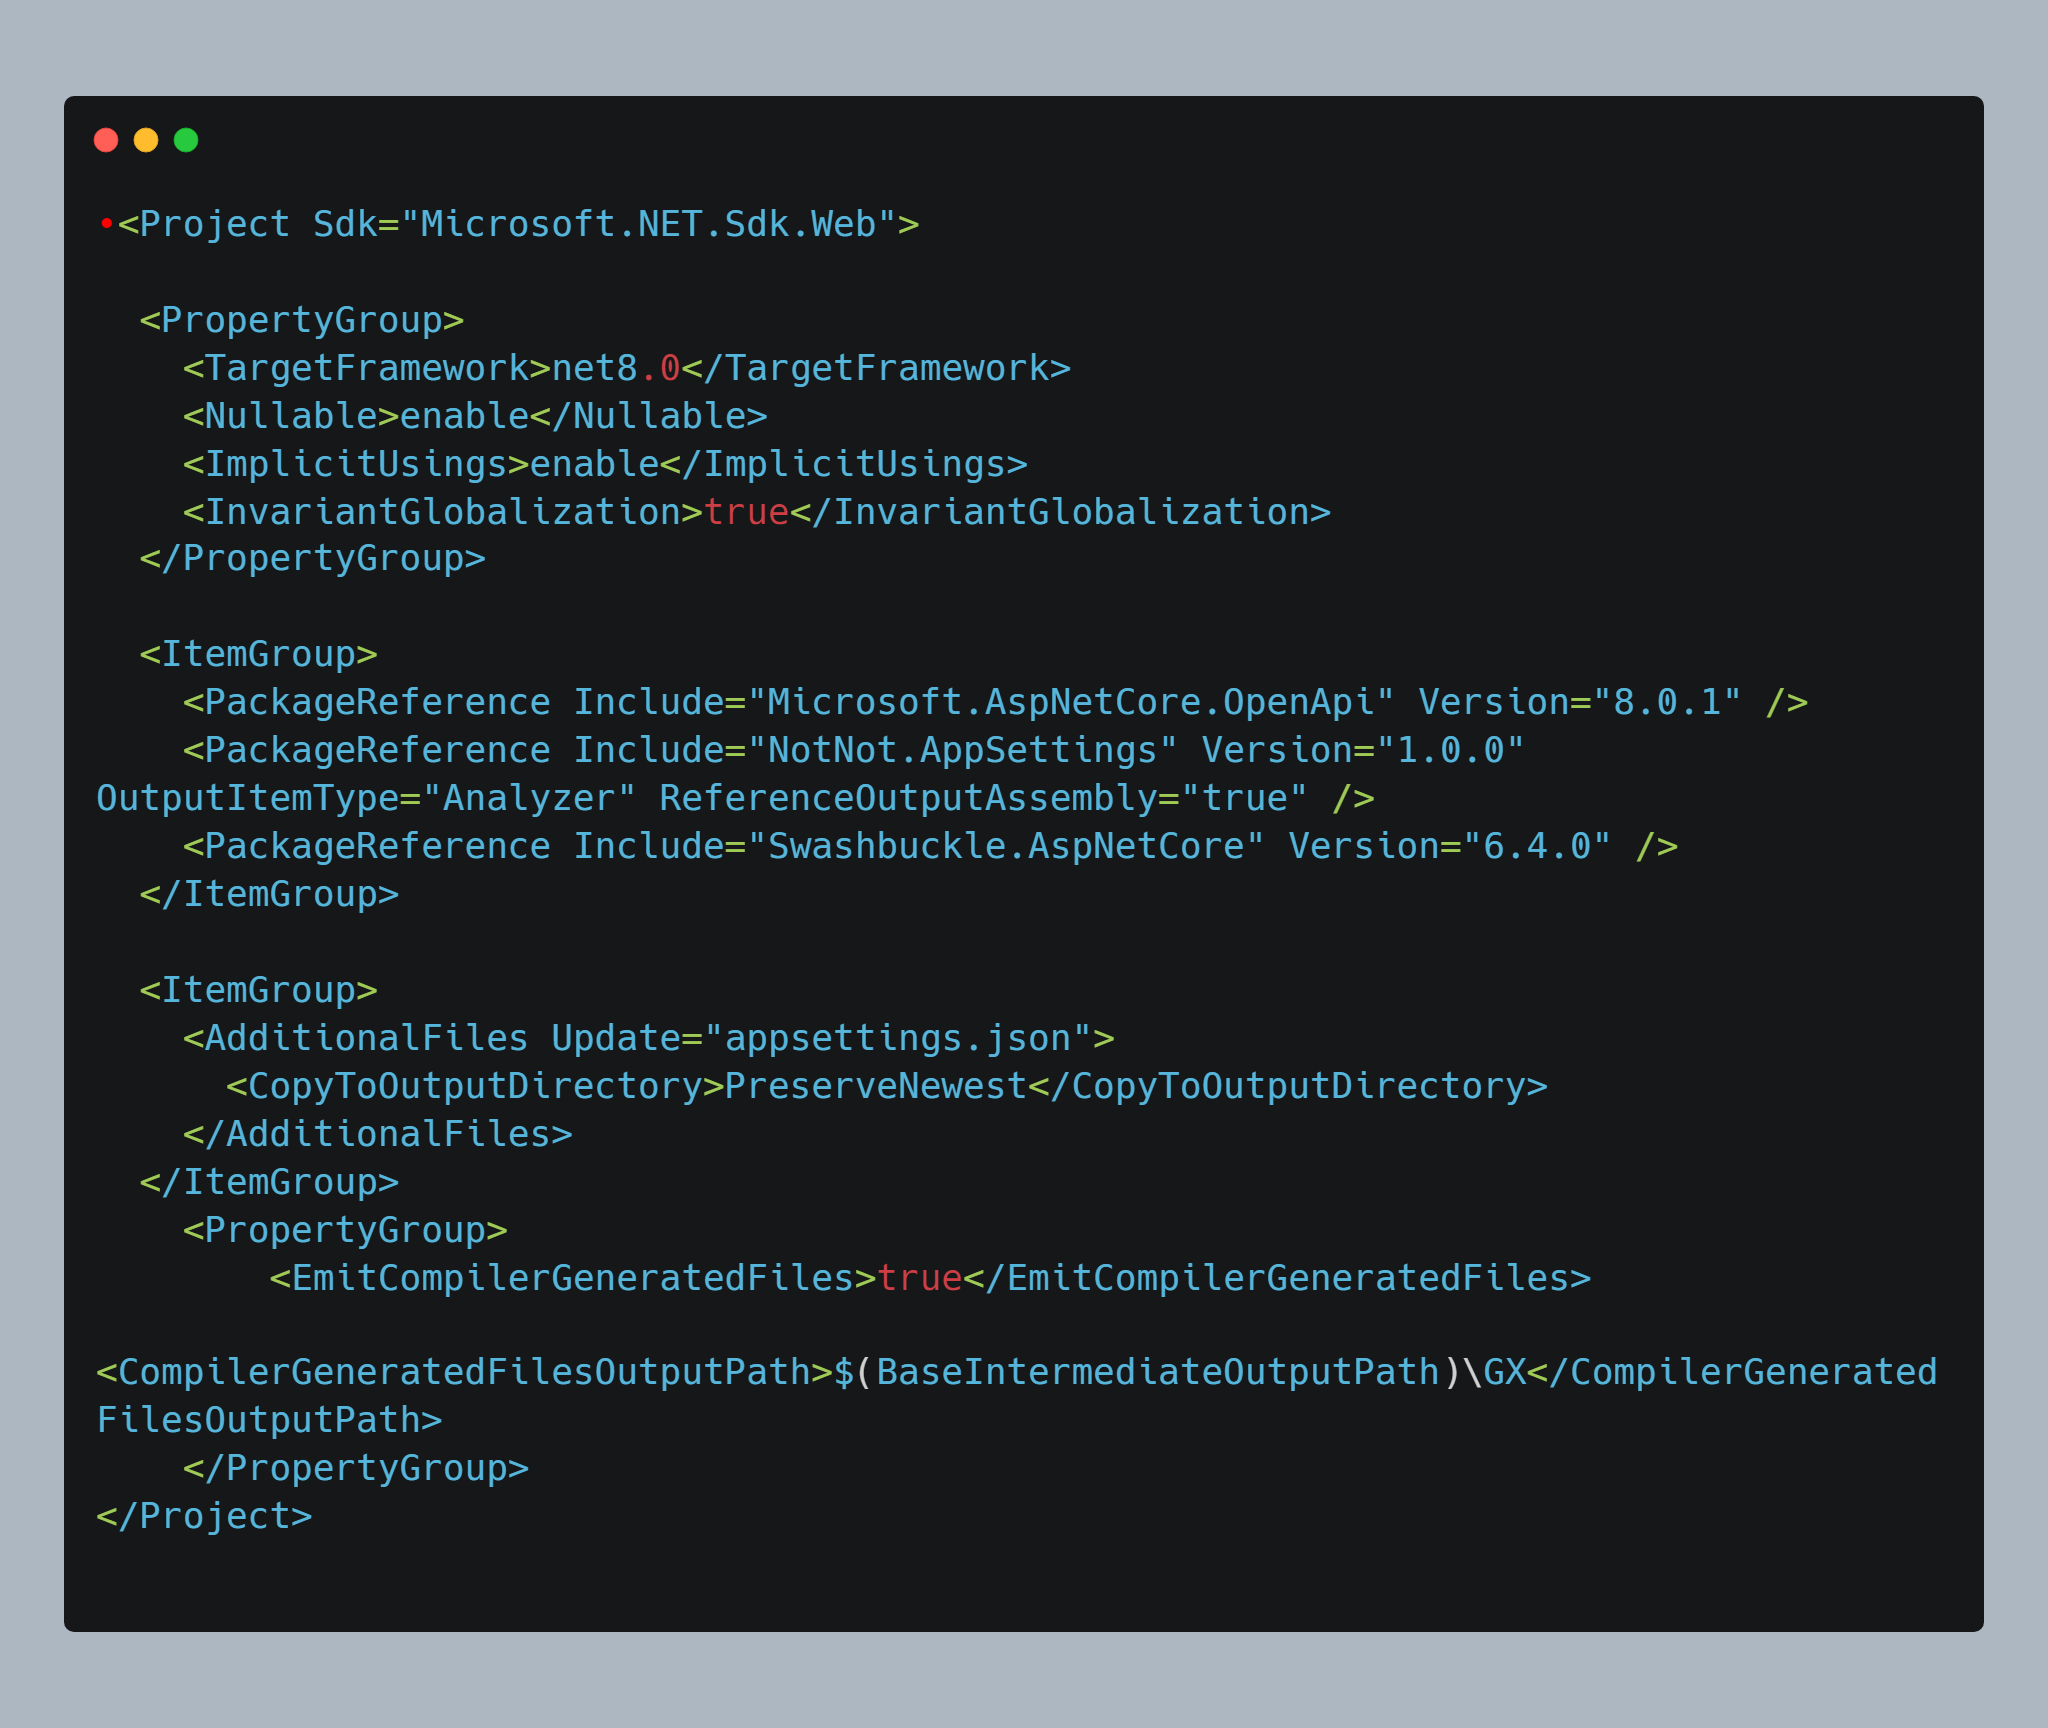 •<Project Sdk="Microsoft.NET.Sdk.Web">

  <PropertyGroup>
    <TargetFramework>net8.0</TargetFramework>
    <Nullable>enable</Nullable>
    <ImplicitUsings>enable</ImplicitUsings>
    <InvariantGlobalization>true</InvariantGlobalization>
  </PropertyGroup>

  <ItemGroup>
    <PackageReference Include="Microsoft.AspNetCore.OpenApi" Version="8.0.1" />
    <PackageReference Include="NotNot.AppSettings" Version="1.0.0"
OutputItemType="Analyzer" ReferenceOutputAssembly="true" />
    <PackageReference Include="Swashbuckle.AspNetCore" Version="6.4.0" />
  </ItemGroup>

  <ItemGroup>
    <AdditionalFiles Update="appsettings.json">
      <CopyToOutputDirectory>PreserveNewest</CopyToOutputDirectory>
    </AdditionalFiles>
  </ItemGroup>
    <PropertyGroup>
        <EmitCompilerGeneratedFiles>true</EmitCompilerGeneratedFiles>

<CompilerGeneratedFilesOutputPath>$(BaseIntermediateOutputPath)\GX</CompilerGenerated
FilesOutputPath>
    </PropertyGroup>
</Project>